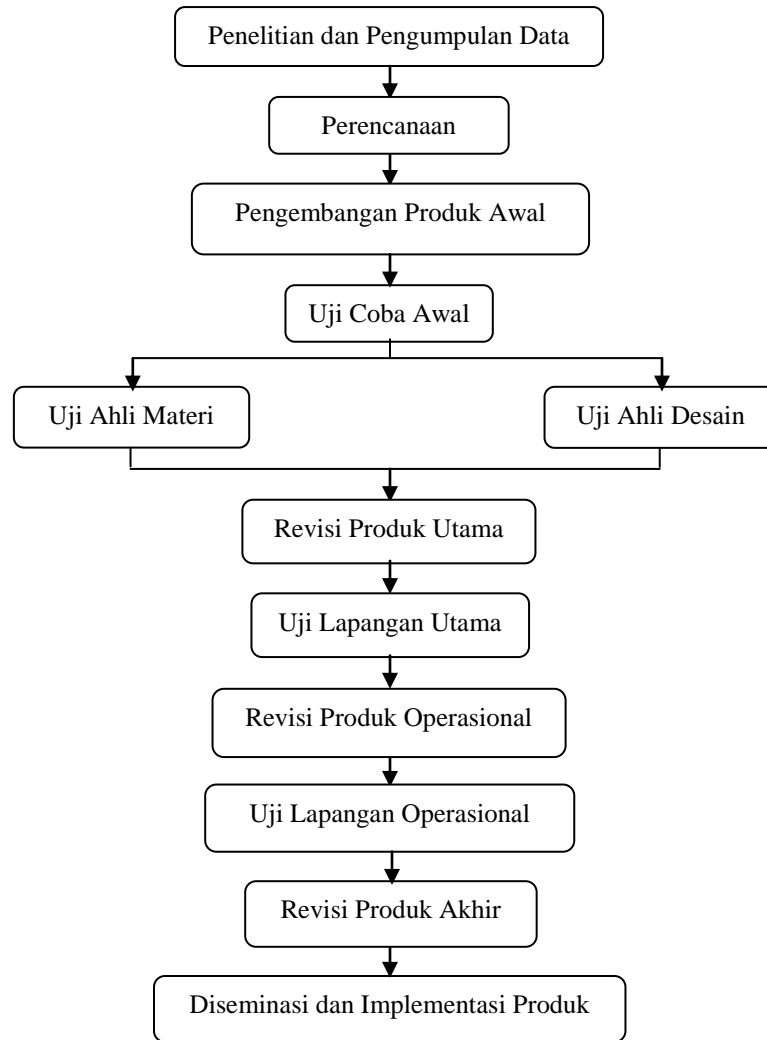 Penelitian dan Pengumpulan Data
Perencanaan
Pengembangan Produk Awal
Uji Coba Awal
Uji Ahli Materi
Uji Ahli Desain
Revisi Produk Utama
Uji Lapangan Utama
Revisi Produk Operasional
Uji Lapangan Operasional
Revisi Produk Akhir
Diseminasi dan Implementasi Produk